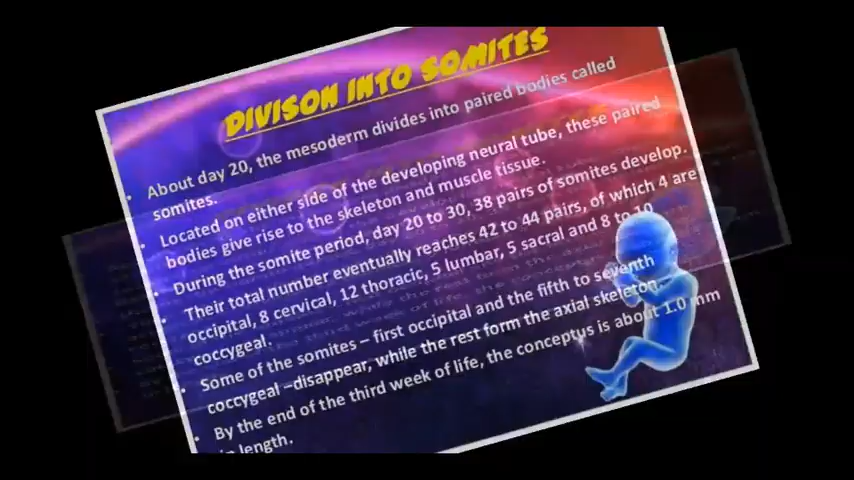 DIVISON INTO SOMITES
• About day 20, the mesoderm divides into paired bodies called
somites.
• Located on either side of the developing neural tube, these paired
bodies give rise to the skeleton and muscle tissue.
• During the somite period, day 20 to 30, 38 pairs of somites develop.
• Their total number eventually reaches 42 to 44 pairs, of which 4 are
occipital, 8 cervical, 12 thoracic, 5 lumbar, 5 sacral and 8 to 10
coccygeal.
• Some of the somites – first occipital and the fifth to seventh
coccygeal –disappear, while the rest form the axial skeleton.
• By the end of the third week of life, the conceptus is about 1.0 mm
in length.